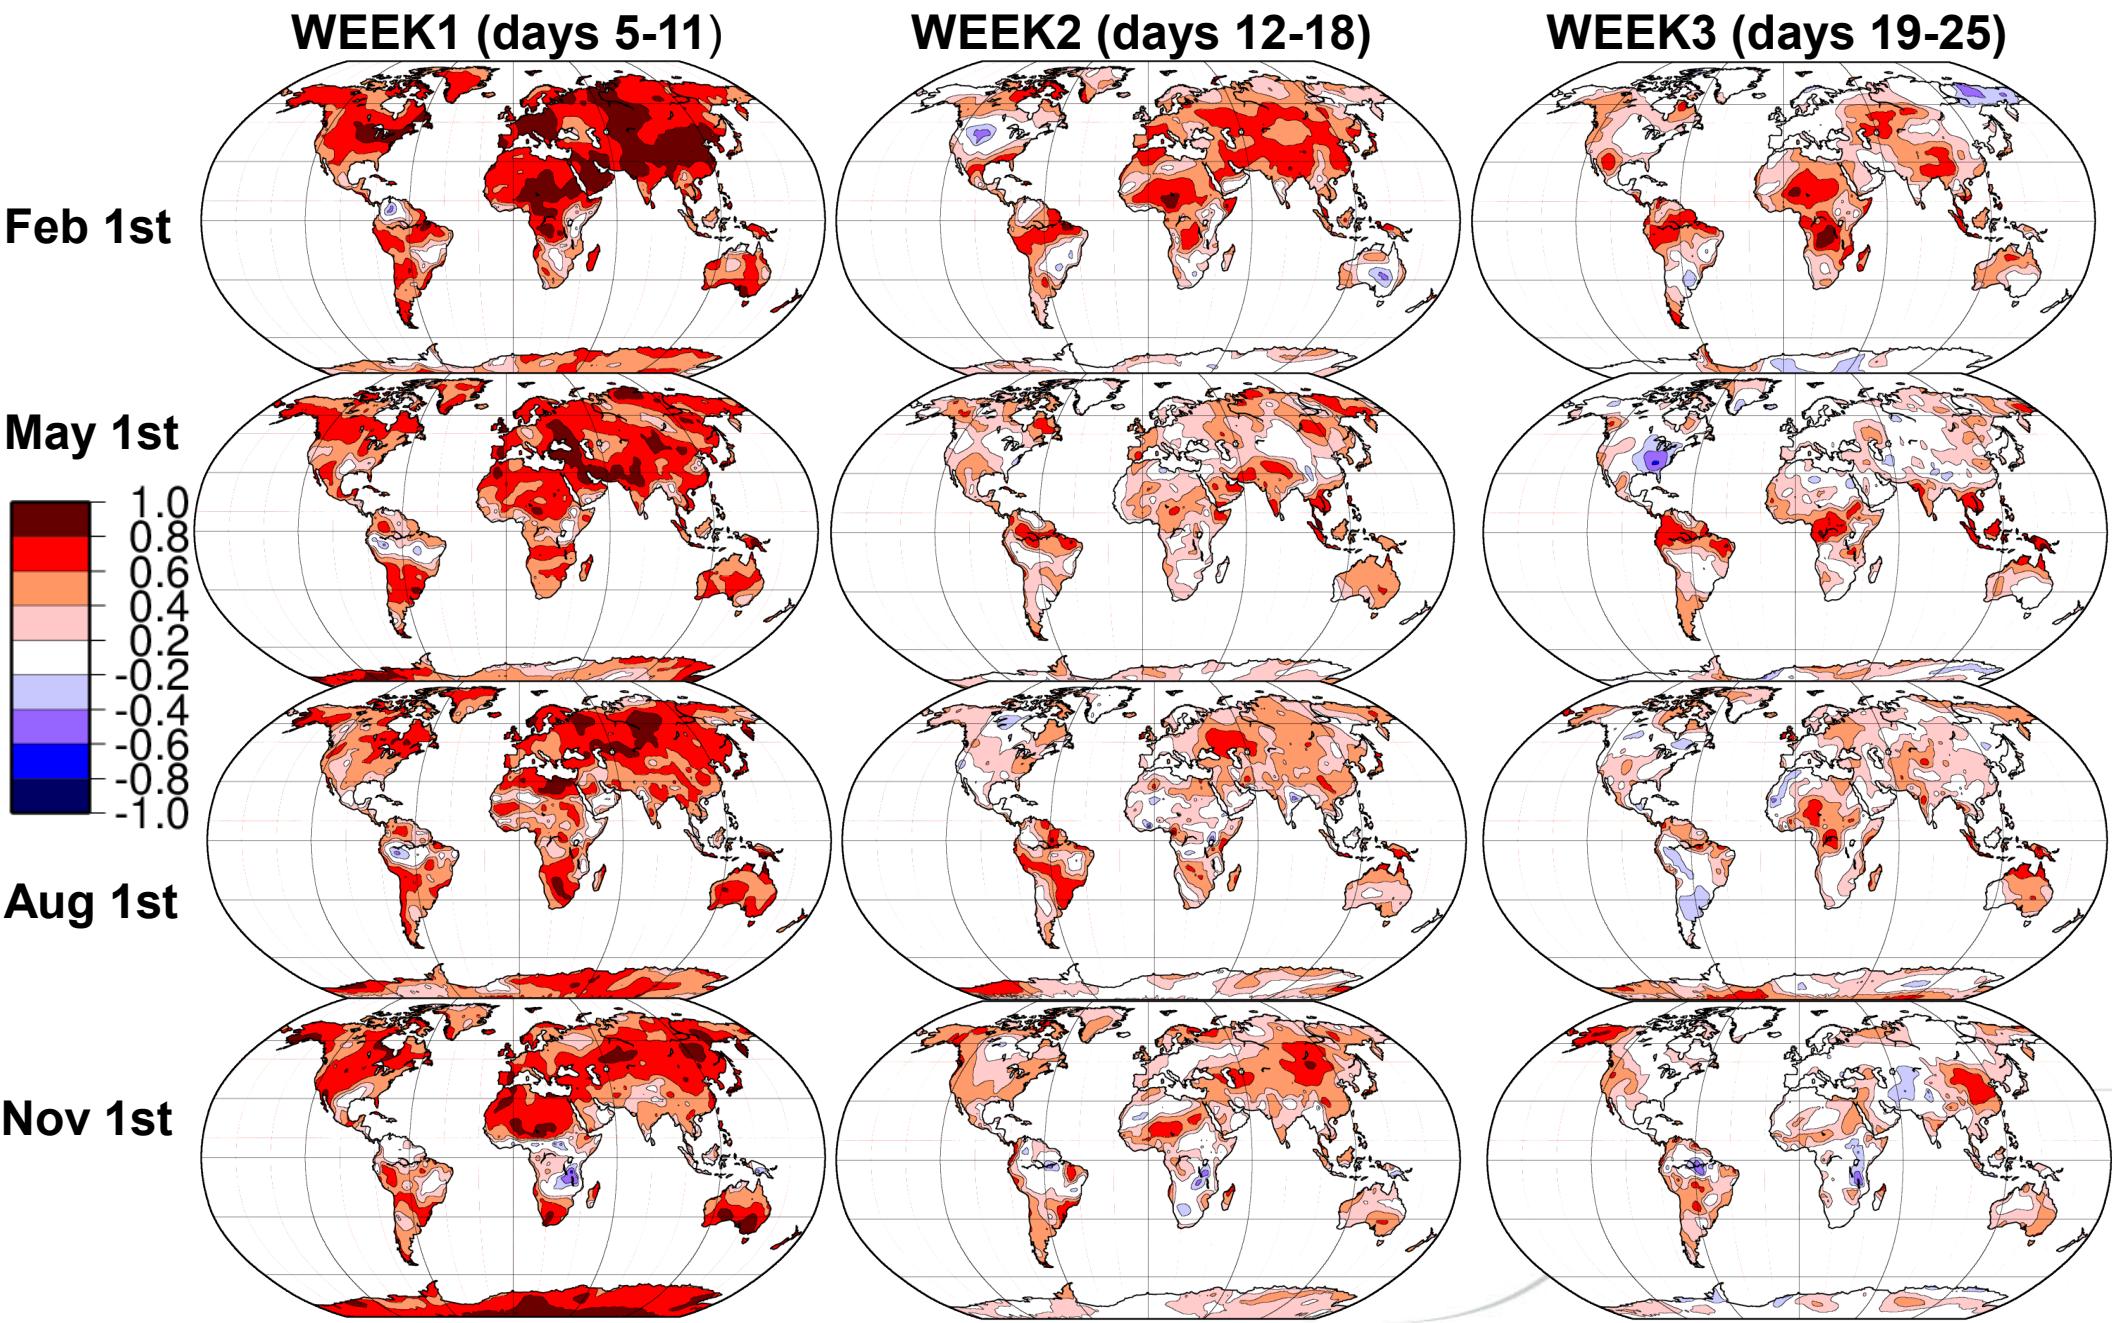 WEEK1 (days 5-11)
WEEK2 (days 12-18)
WEEK3 (days 19-25)
Feb 1st
May 1st
1.0
0.8
0.6
0.4
0.2
-0.2
-0.4
-0.6
-0.8
-1.0
Aug 1st
Nov 1st